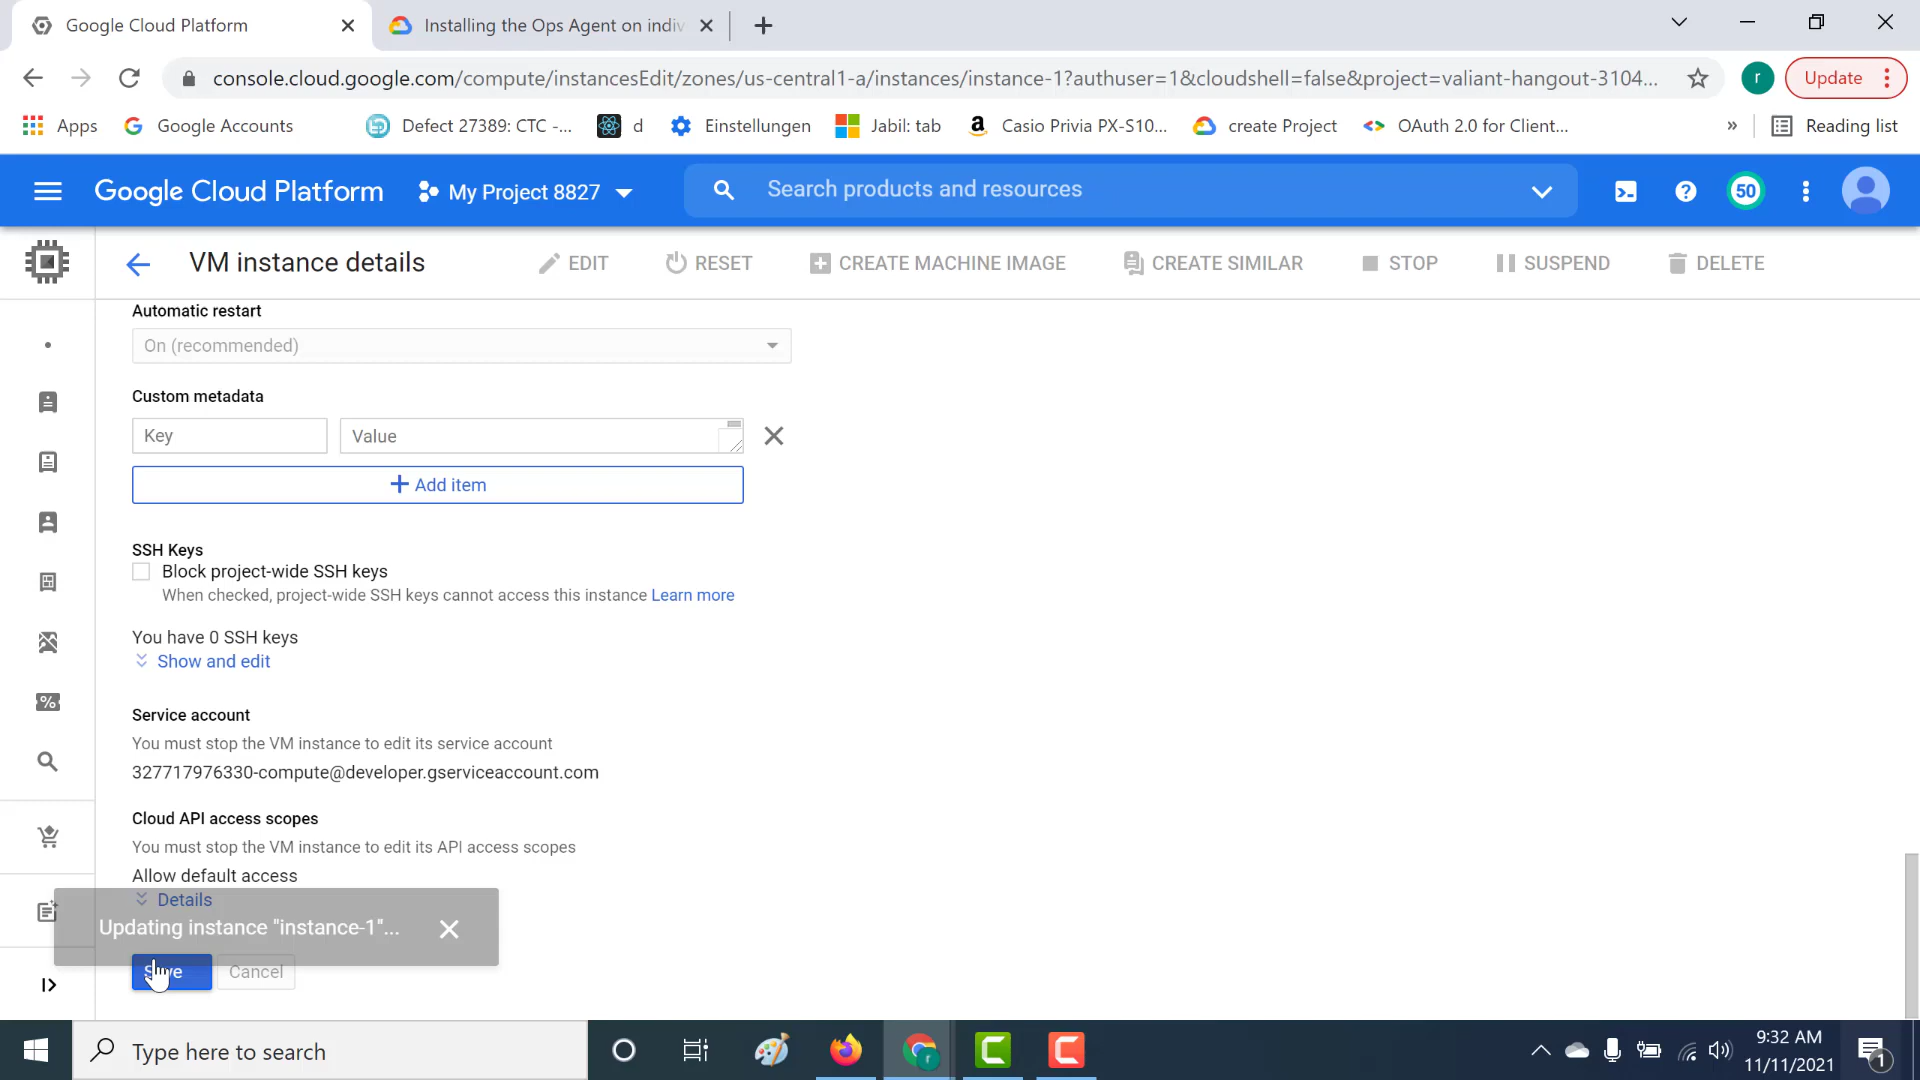 Google Cloud Platform
Installing the Ops Agent on indiv
console.cloud.google.com/compute/instancesEdit/zones/us-central1-a/instances/instance-1?authuser=1&cloudshell=false&project=valiant-hangout-3104...
r
Update
Apps
Google Accounts
Defect 27389: CTC -...
d
Einstellungen
Jabil: tab
Casio Privia PX-S10...
create Project
OAuth 2.0 for Client...
»
Reading list
Google Cloud Platform
My Project 8827
Search products and resources
50
VM instance details
EDIT
RESET
CREATE MACHINE IMAGE
CREATE SIMILAR
STOP
SUSPEND
DELETE
Automatic restart
On (recommended)
Custom metadata
Key
Value
Add item
SSH Keys
Block project-wide SSH keys
When checked, project-wide SSH keys cannot access this instance Learn more
You have 0 SSH keys
Show and edit
Service account
You must stop the VM instance to edit its service account
327717976330-compute@developer.gserviceaccount.com
Cloud API access scopes
You must stop the VM instance to edit its API access scopes
Allow default access
Details
Updating instance "instance-1"...
Save
Cancel
Type here to search
9:32 AM
11/11/2021
1